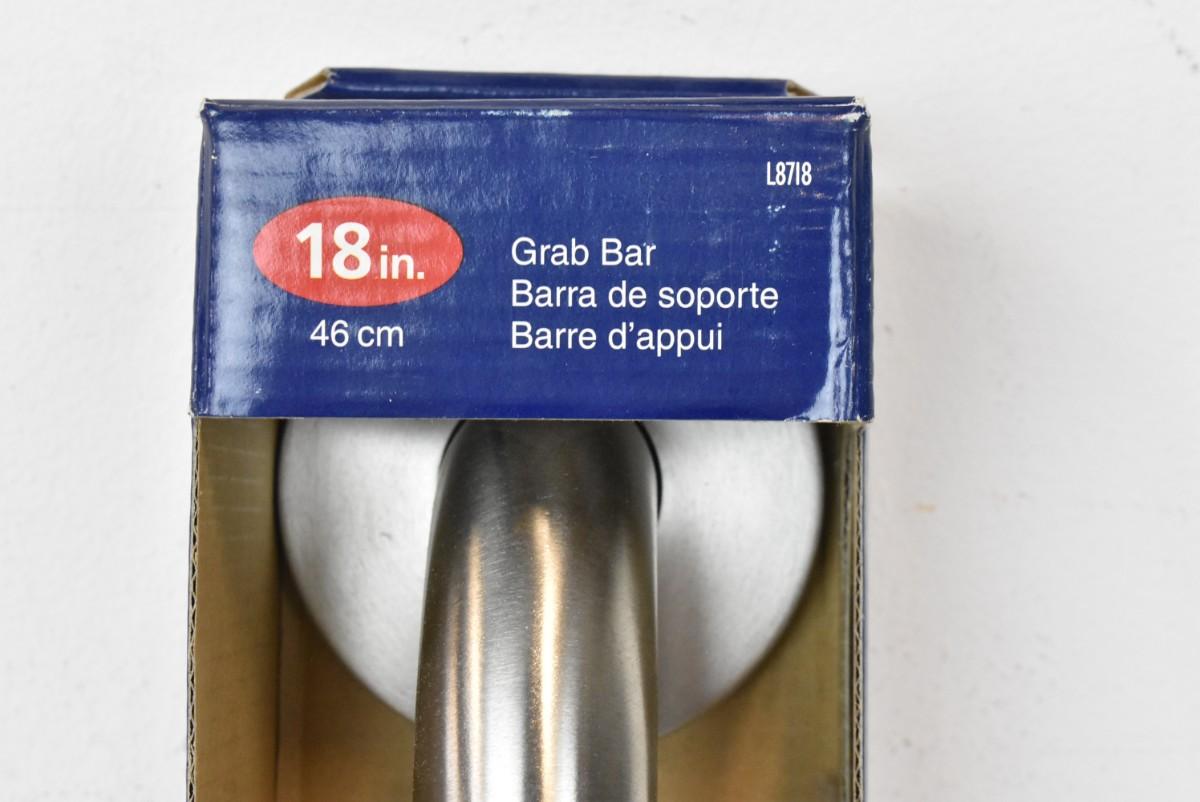 L8718
18 in.
46 cm
Grab Bar
Barra de soporte
Barre d'appui